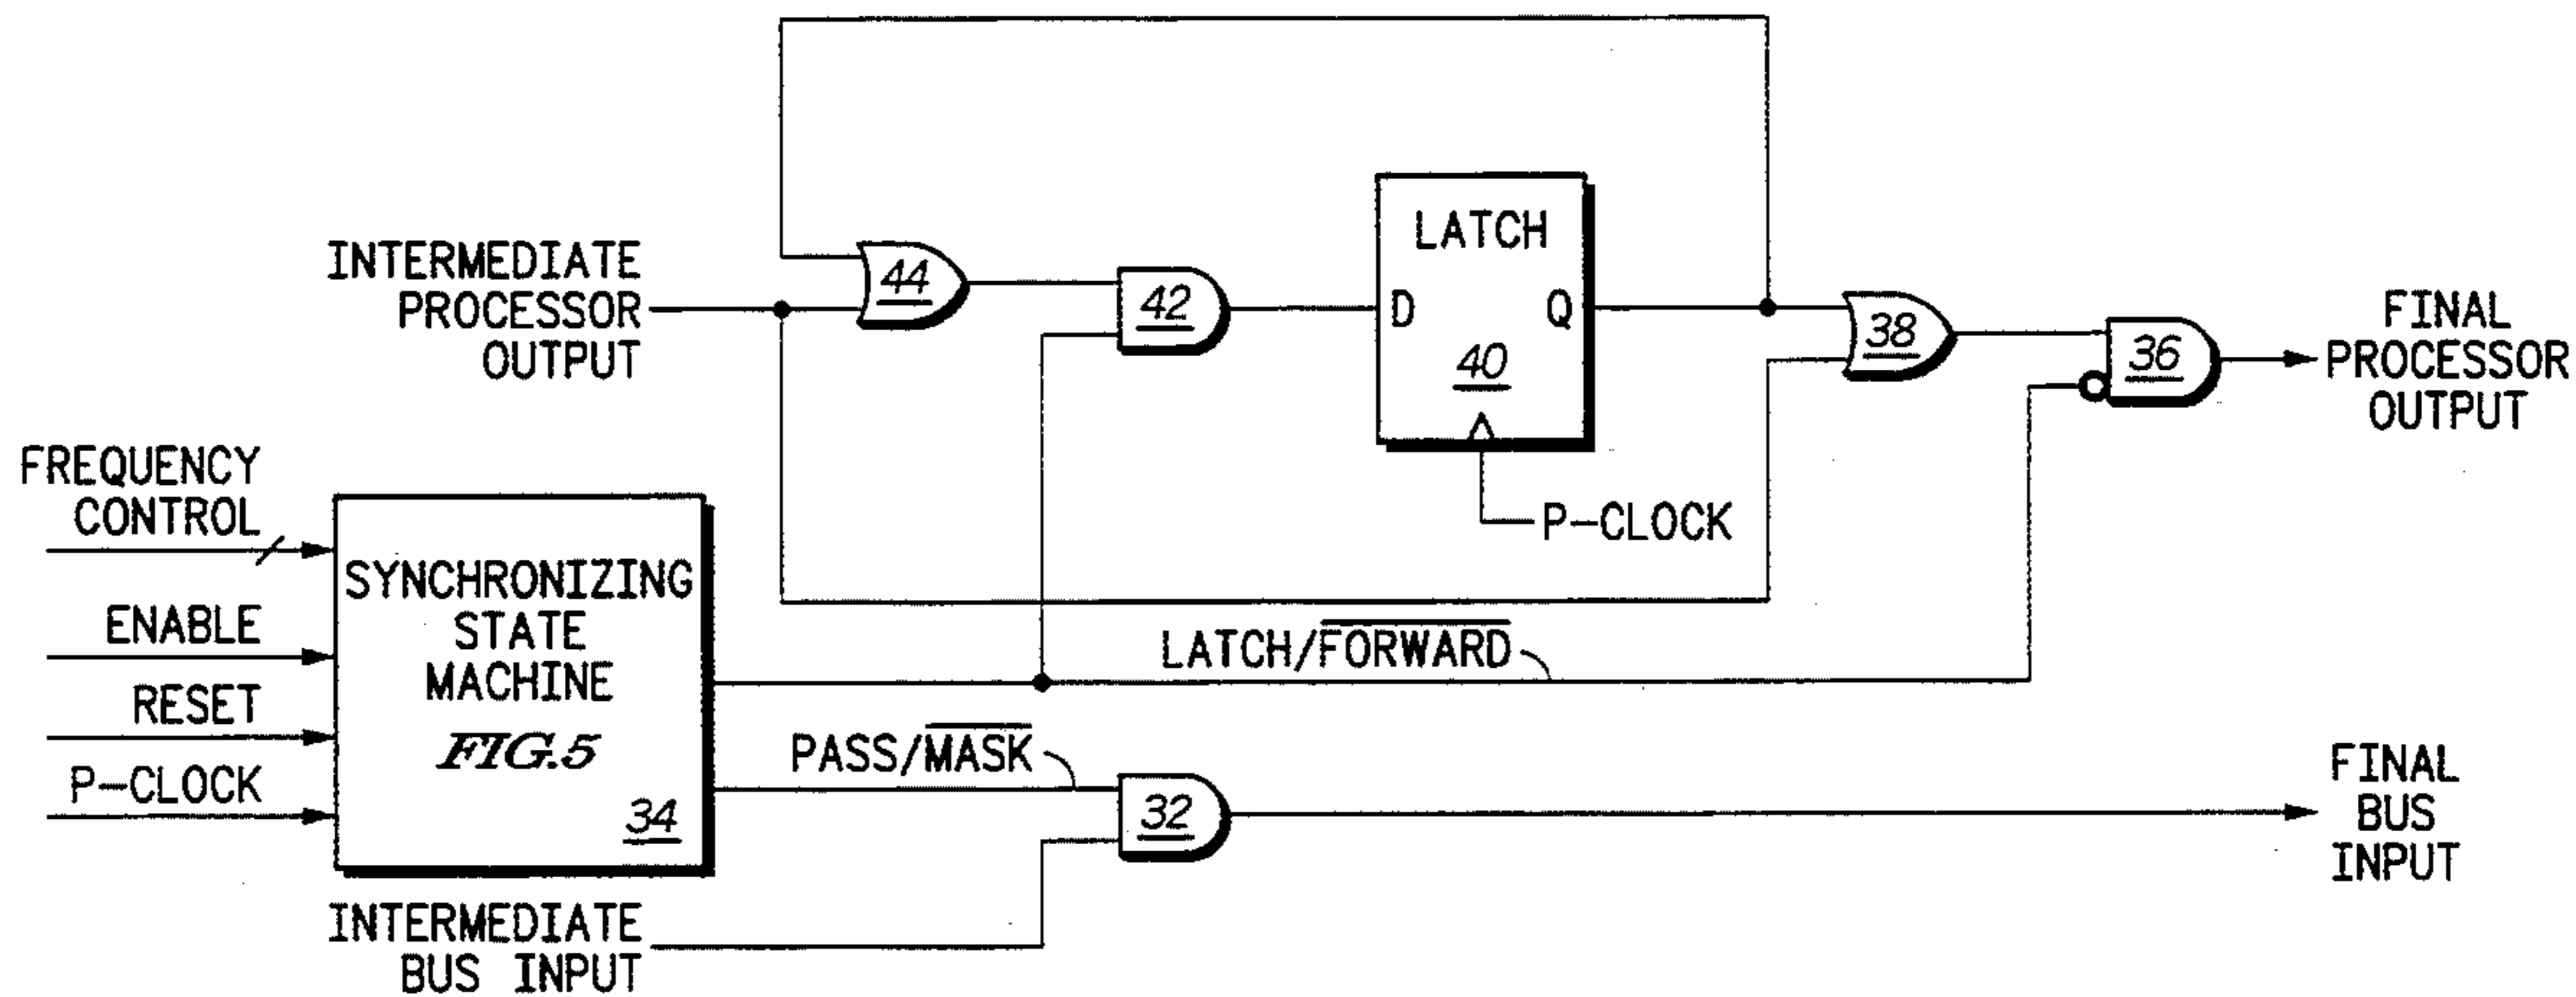 INTERMEDIATE
PROCESSOR
OUTPUT
44
42
LATCH
D
Q
40
P-CLOCK
38
36
FINAL
PROCESSOR
OUTPUT
FREQUENCY
CONTROL
ENABLE
RESET
P-CLOCK
SYNCHRONIZING
STATE
MACHINE
FIG.5
34
LATCH/FORWARD
PASS/MASK
32
INTERMEDIATE
BUS INPUT
FINAL
BUS
INPUT